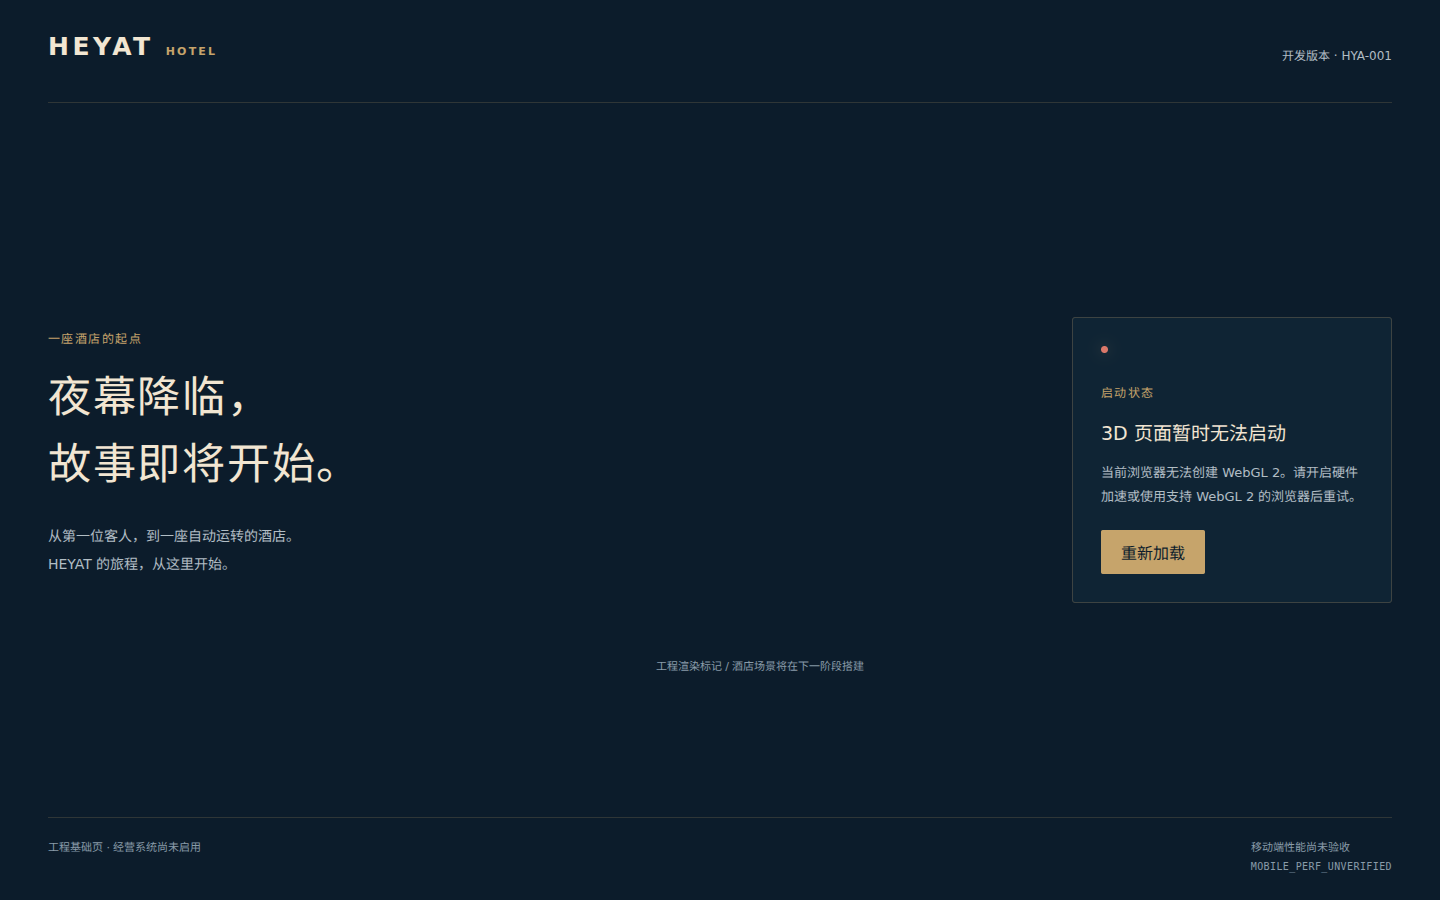 HEYAT HOTEL
开发版本 · HYA-001
一座酒店的起点
夜幕降临，
故事即将开始。
从第一位客人，到一座自动运转的酒店。
HEYAT 的旅程，从这里开始。
启动状态
3D 页面暂时无法启动
当前浏览器无法创建 WebGL 2。请开启硬件
加速或使用支持 WebGL 2 的浏览器后重试。
重新加载
工程渲染标记 / 酒店场景将在下一阶段搭建
工程基础页 · 经营系统尚未启用
移动端性能尚未验收
MOBILE_PERF_UNVERIFIED